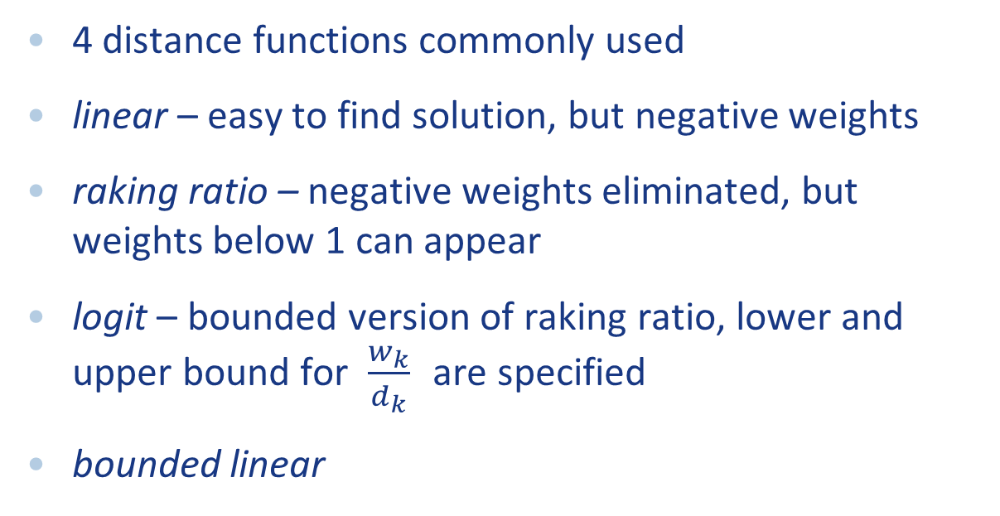 • 4 distance functions commonly used
• linear – easy to find solution, but negative weights
• raking ratio – negative weights eliminated, but
weights below 1 can appear
• logit – bounded version of raking ratio, lower and
upper bound for w_k/d_k are specified
• bounded linear